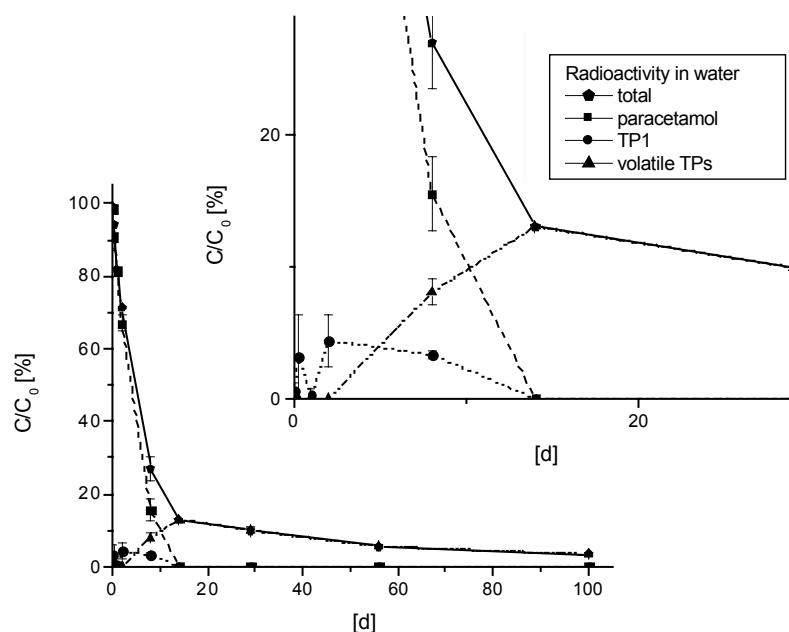 Radioactivity in water
total
paracetamol
TP1
volatile TPs
20
0
C/C0 [%]
0
20
[d]
100
80
60
40
20
0
C/C0 [%]
0
20
40
60
80
100
[d]